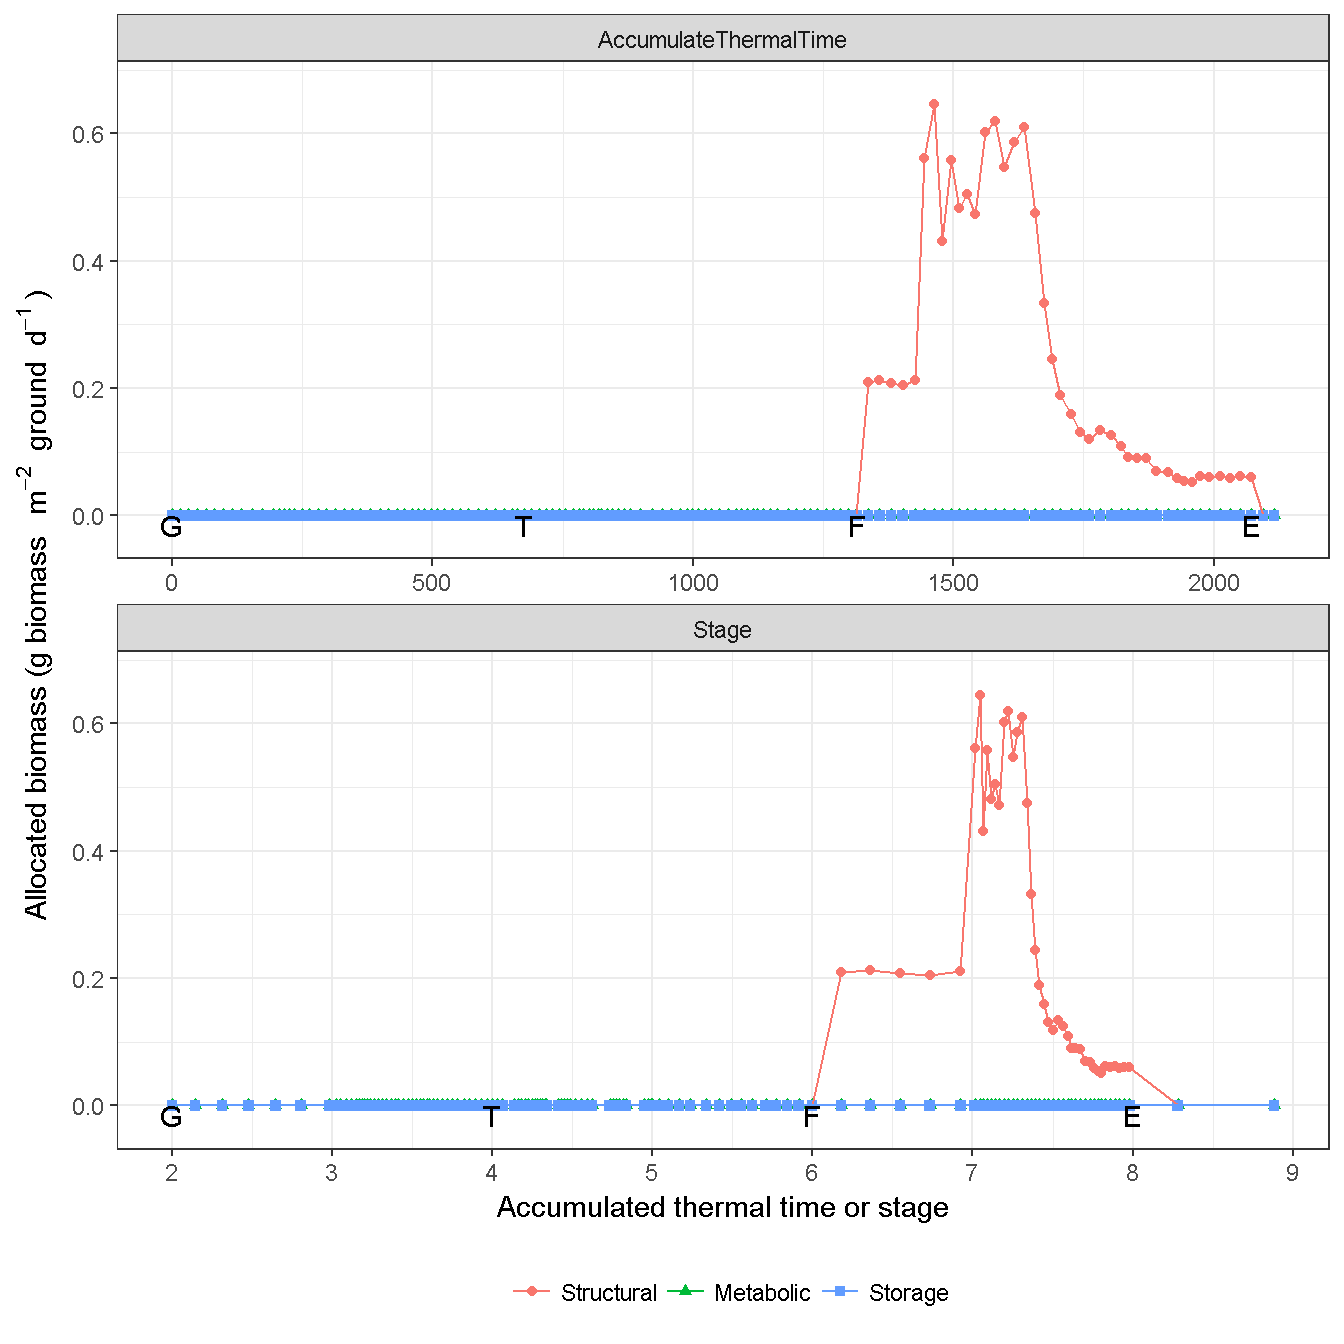 AccumulateThermalTime
0.6
0.4
0.2
0.0
G T F E
0 500 1000 1500 2000
Stage
0.6
0.4
0.2
0.0
G T F E
2 3 4 5 6 7 8 9
Allocated biomass (g biomass m⁻² ground d⁻¹)
Accumulated thermal time or stage
Structural Metabolic Storage